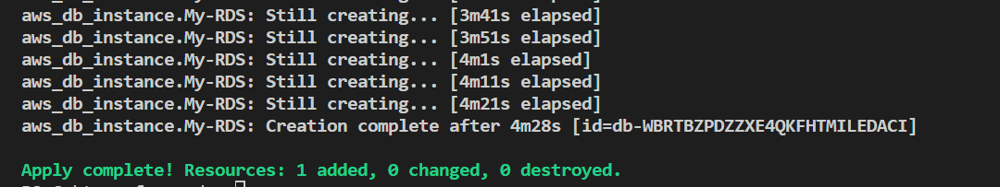 aws_db_instance.My-RDS: Still creating... [3m41s elapsed]
aws_db_instance.My-RDS: Still creating... [3m51s elapsed]
aws_db_instance.My-RDS: Still creating... [4m1s elapsed]
aws_db_instance.My-RDS: Still creating... [4m11s elapsed]
aws_db_instance.My-RDS: Still creating... [4m21s elapsed]
aws_db_instance.My-RDS: Creation complete after 4m28s [id=db-WBRTBZPDZZXE4QKFHTMILEDACI]
Apply complete! Resources: 1 added, 0 changed, 0 destroyed.